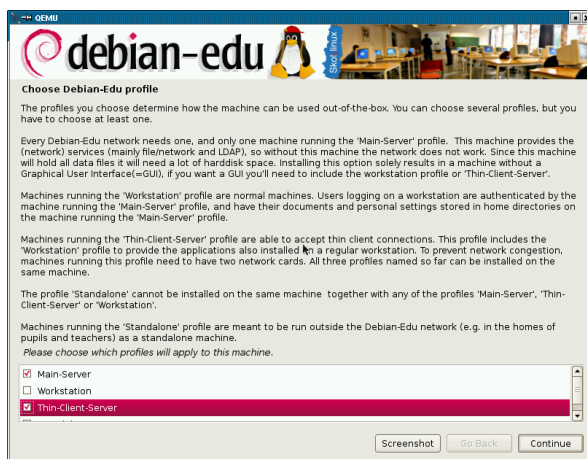 QEMU
debian-edu
Skolelinux
Choose Debian-Edu profile
The profiles you choose determine how the machine can be used out-of-the-box. You can choose several profiles, but you
have to choose at least one.
Every Debian-Edu network needs one, and only one machine running the 'Main-Server' profile.  This machine provides the
(network) services (mainly file/network and LDAP), so without this machine the network does not work. Since this machine
will hold all data files it will need a lot of harddisk space. Installing this option solely results in a machine without a
Graphical User Interface(=GUI), if you want a GUI you'll need to include the workstation profile or 'Thin-Client-Server'.
Machines running the 'Workstation' profile are normal machines. Users logging on a workstation are authenticated by the
machine running the 'Main-Server' profile, and have their documents and personal settings stored in home directories on
the machine running the 'Main-Server' profile.
Machines running the 'Thin-Client-Server' profile are able to accept thin client connections. This profile includes the
'Workstation' profile to provide the applications also installed on a regular workstation. To prevent network congestion,
machines running this profile need to have two network cards. All three profiles named so far can be installed on the
same machine.
The profile 'Standalone' cannot be installed on the same machine  together with any of the profiles 'Main-Server', 'Thin-
Client-Server' or 'Workstation'.
Machines running the 'Standalone' profile are meant to be run outside the Debian-Edu network (e.g. in the homes of
pupils and teachers) as a standalone machine.
Please choose which profiles will apply to this machine.
Main-Server
Workstation
Thin-Client-Server
Screenshot
Go Back
Continue